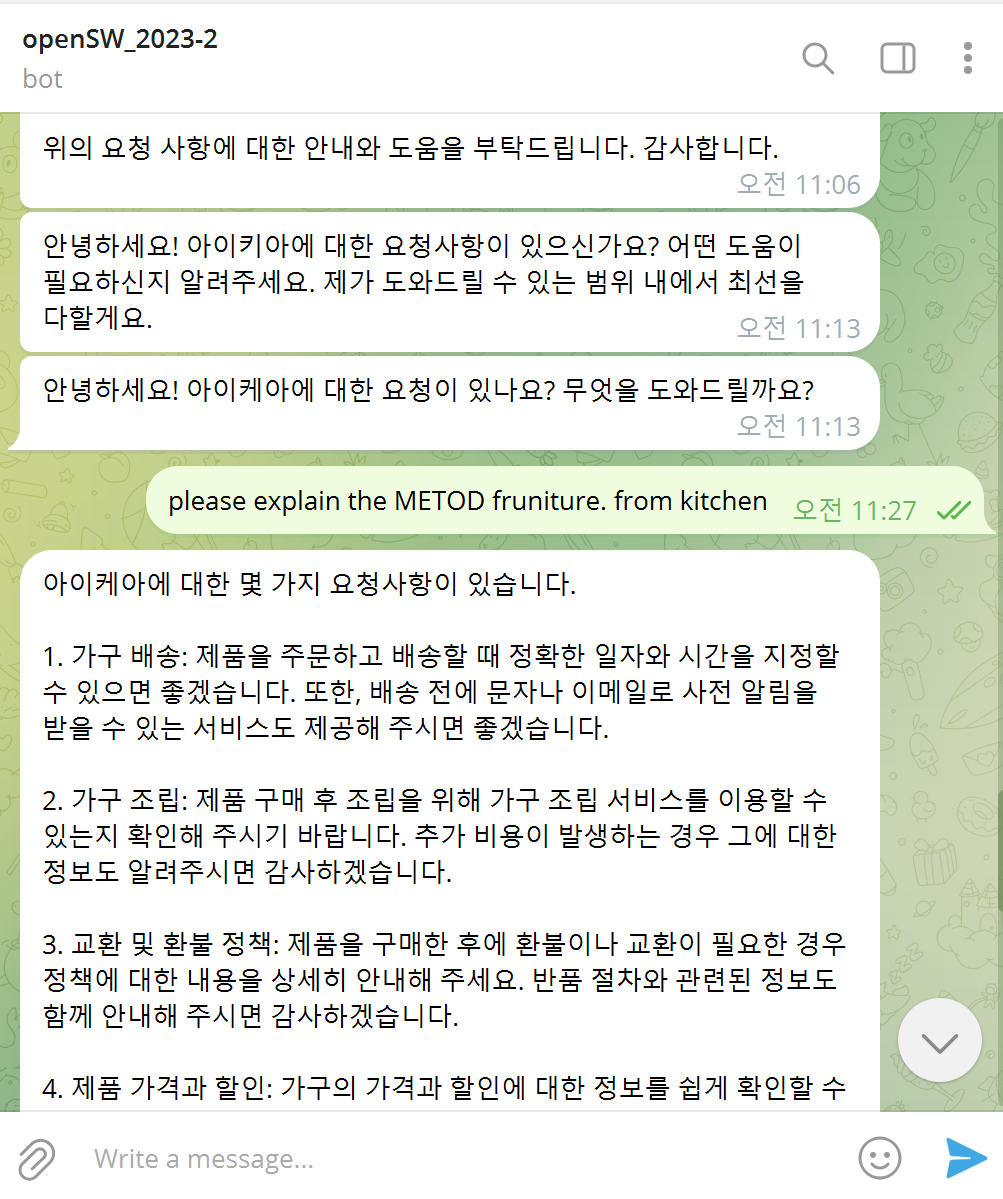 openSW_2023-2
bot
위의 요청 사항에 대한 안내와 도움을 부탁드립니다. 감사합니다.
오전 11:06
안녕하세요! 아이키아에 대한 요청사항이 있으신가요? 어떤 도움이
필요하신지 알려주세요. 제가 도와드릴 수 있는 범위 내에서 최선을
다할게요.
오전 11:13
안녕하세요! 아이케아에 대한 요청이 있나요? 무엇을 도와드릴까요?
오전 11:13
please explain the METOD fruniture. from kitchen
오전 11:27
아이케아에 대한 몇 가지 요청사항이 있습니다.
1. 가구 배송: 제품을 주문하고 배송할 때 정확한 일자와 시간을 지정할
수 있으면 좋겠습니다. 또한, 배송 전에 문자나 이메일로 사전 알림을
받을 수 있는 서비스도 제공해 주시면 좋겠습니다.
2. 가구 조립: 제품 구매 후 조립을 위해 가구 조립 서비스를 이용할 수
있는지 확인해 주시기 바랍니다. 추가 비용이 발생하는 경우 그에 대한
정보도 알려주시면 감사하겠습니다.
3. 교환 및 환불 정책: 제품을 구매한 후에 환불이나 교환이 필요한 경우
정책에 대한 내용을 상세히 안내해 주세요. 반품 절차와 관련된 정보도
함께 안내해 주시면 감사하겠습니다.
4. 제품 가격과 할인: 가구의 가격과 할인에 대한 정보를 쉽게 확인할 수
Write a message...